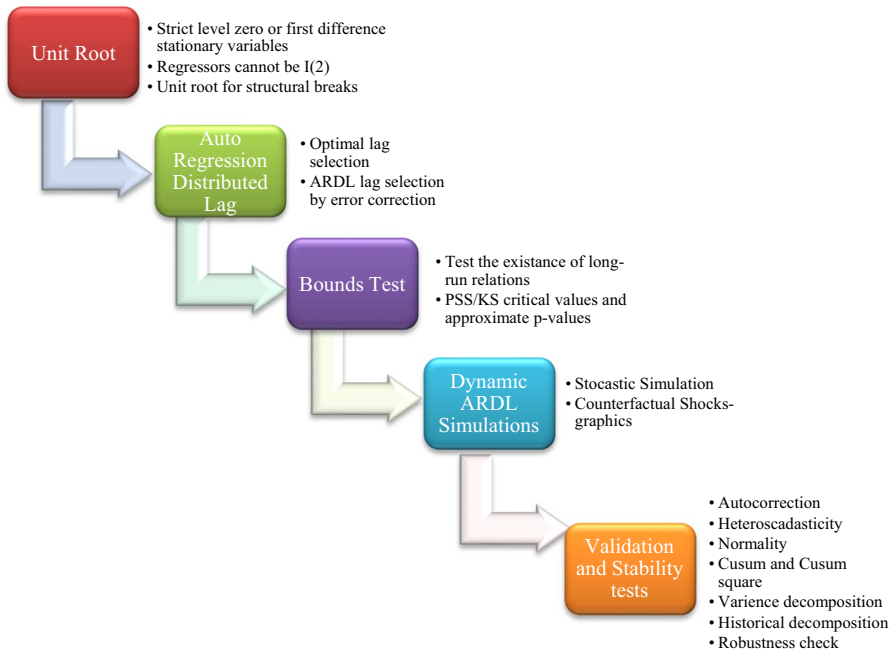 Unit Root
• Strict level zero or first difference
stationary variables
• Regressors cannot be I(2)
• Unit root for structural breaks
Auto
Regression
Distributed
Lag
• Optimal lag
selection
• ARDL lag selection
by error correction
Bounds Test
• Test the existance of long-
run relations
• PSS/KS critical values and
approximate p-values
Dynamic
ARDL
Simulations
• Stocastic Simulation
• Counterfactual Shocks-
graphics
Validation
and Stability
tests
• Autocorrection
• Heteroscadasticity
• Normality
• Cusum and Cusum
square
• Varience decomposition
• Historical decomposition
• Robustness check